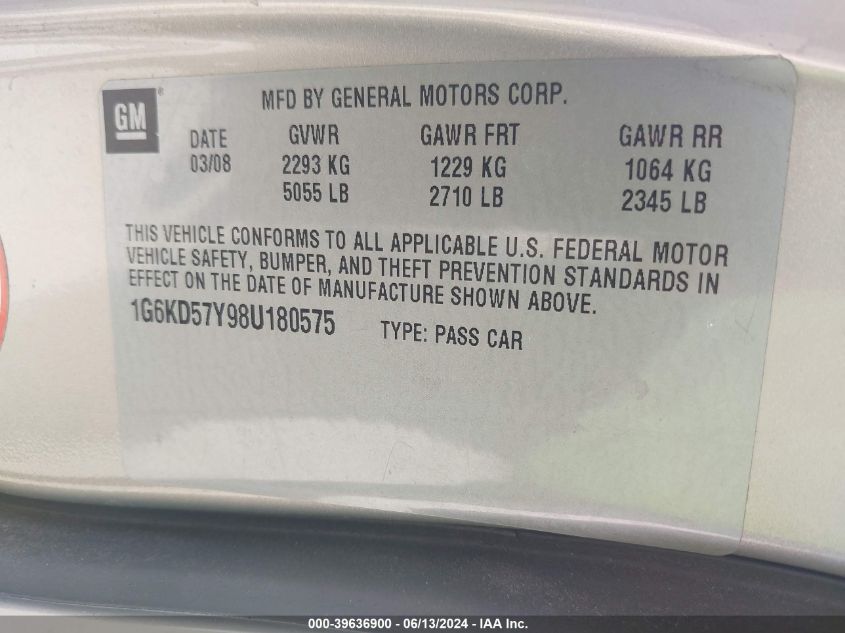 GM®
MFD BY GENERAL MOTORS CORP.
DATE GVWR GAWR FRT GAWR RR
03/08 2293 KG 1229 KG 1064 KG
5055 LB 2710 LB 2345 LB
THIS VEHICLE CONFORMS TO ALL APPLICABLE U.S. FEDERAL MOTOR
VEHICLE SAFETY, BUMPER, AND THEFT PREVENTION STANDARDS IN
EFFECT ON THE DATE OF MANUFACTURE SHOWN ABOVE.
1G6KD57Y98U180575 TYPE: PASS CAR
000-39636900 - 06/13/2024 - IAA Inc.